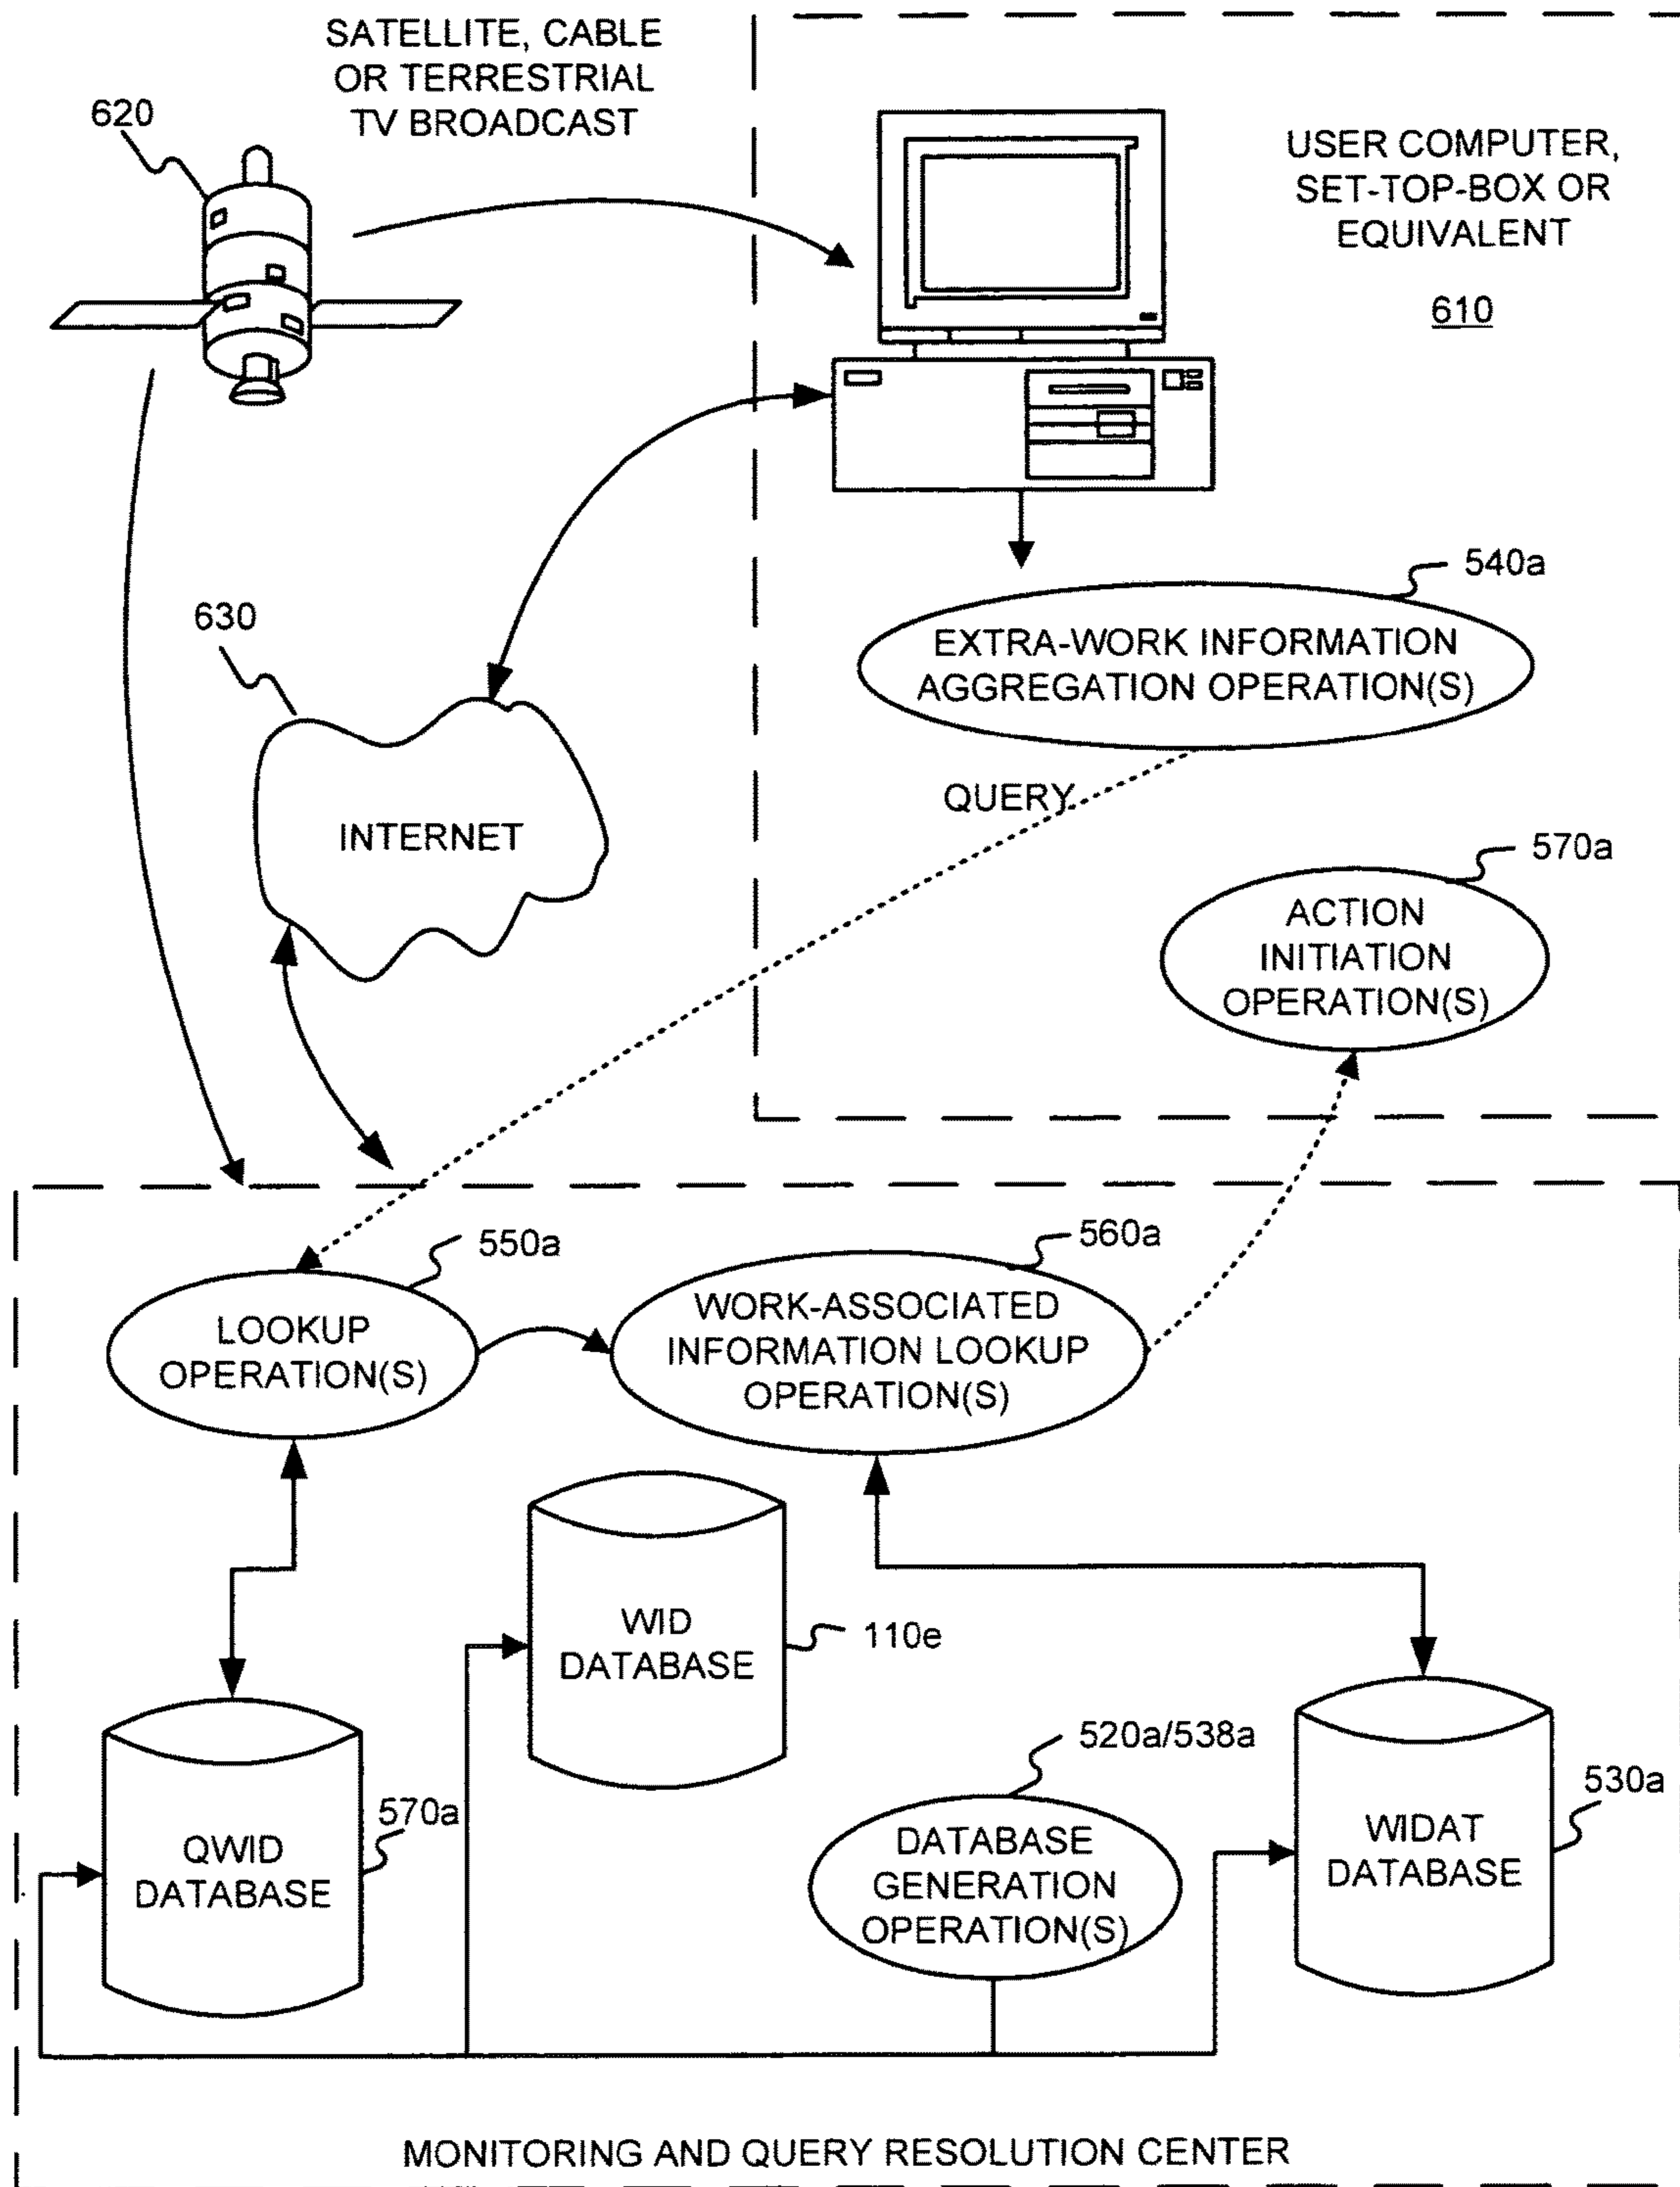 SATELLITE, CABLE
OR TERRESTRIAL
TV BROADCAST
620
USER COMPUTER,
SET-TOP-BOX OR
EQUIVALENT
610
540a
EXTRA-WORK INFORMATION
AGGREGATION OPERATION(S)
630
QUERY
INTERNET
570a
ACTION
INITIATION
OPERATION(S)
550a
560a
LOOKUP
OPERATION(S)
WORK-ASSOCIATED
INFORMATION LOOKUP
OPERATION(S)
WID
DATABASE
110e
520a/538a
530a
570a
QWID
DATABASE
DATABASE
GENERATION
OPERATION(S)
WIDAT
DATABASE
MONITORING AND QUERY RESOLUTION CENTER